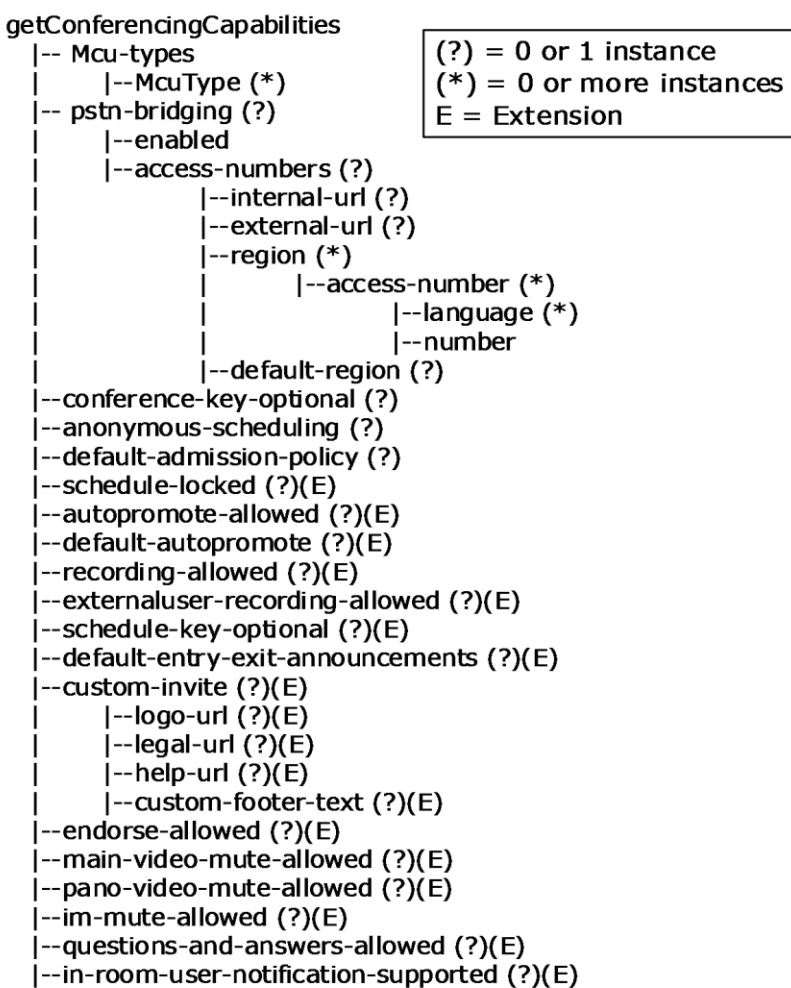 getConferencingCapabilities
|-- Mcu-types
|     |--McuType (*)
|-- pstn-bridging (?)
|     |--enabled
|     |--access-numbers (?)
|     |     |--internal-url (?)
|     |     |--external-url (?)
|     |     |--region (*)
|     |     |     |--access-number (*)
|     |     |     |--language (*)
|     |     |     |--number
|     |     |--default-region (?)
|--conference-key-optional (?)
|--anonymous-scheduling (?)
|--default-admission-policy (?)
|--schedule-locked (?)(E)
|--autopromote-allowed (?)(E)
|--default-autopromote (?)(E)
|--recording-allowed (?)(E)
|--externaluser-recording-allowed (?)(E)
|--schedule-key-optional (?)(E)
|--default-entry-exit-announcements (?)(E)
|--custom-invite (?)(E)
|     |--logo-url (?)(E)
|     |--legal-url (?)(E)
|     |--help-url (?)(E)
|     |--custom-footer-text (?)(E)
|--endorse-allowed (?)(E)
|--main-video-mute-allowed (?)(E)
|--pano-video-mute-allowed (?)(E)
|--im-mute-allowed (?)(E)
|--questions-and-answers-allowed (?)(E)
|--in-room-user-notification-supported (?)(E)
(?) = 0 or 1 instance
(*) = 0 or more instances
E = Extension